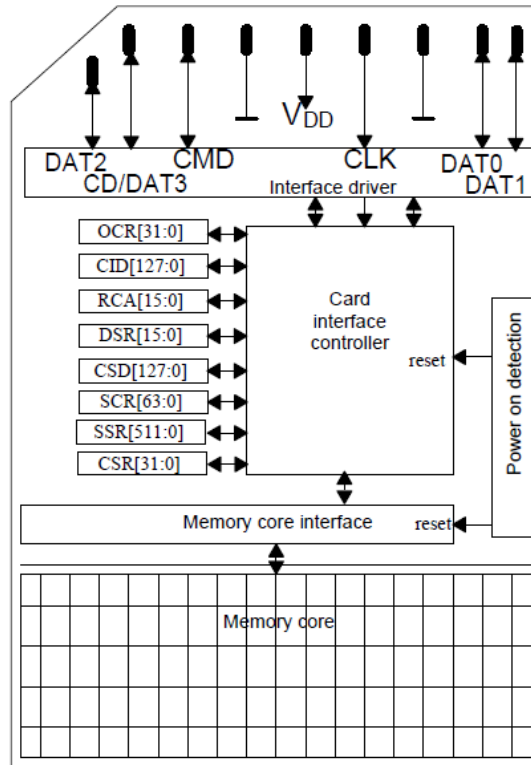 VDD
DAT2
CMD
CLK
DAT0
CD/DAT3
Interface driver
DAT1
OCR[31:0]
CID[127:0]
RCA[15:0]
DSR[15:0]
CSD[127:0]
SCR[63:0]
SSR[511:0]
CSR[31:0]
Card
interface
controller
reset
Power on detection
Memory core interface
reset
Memory core